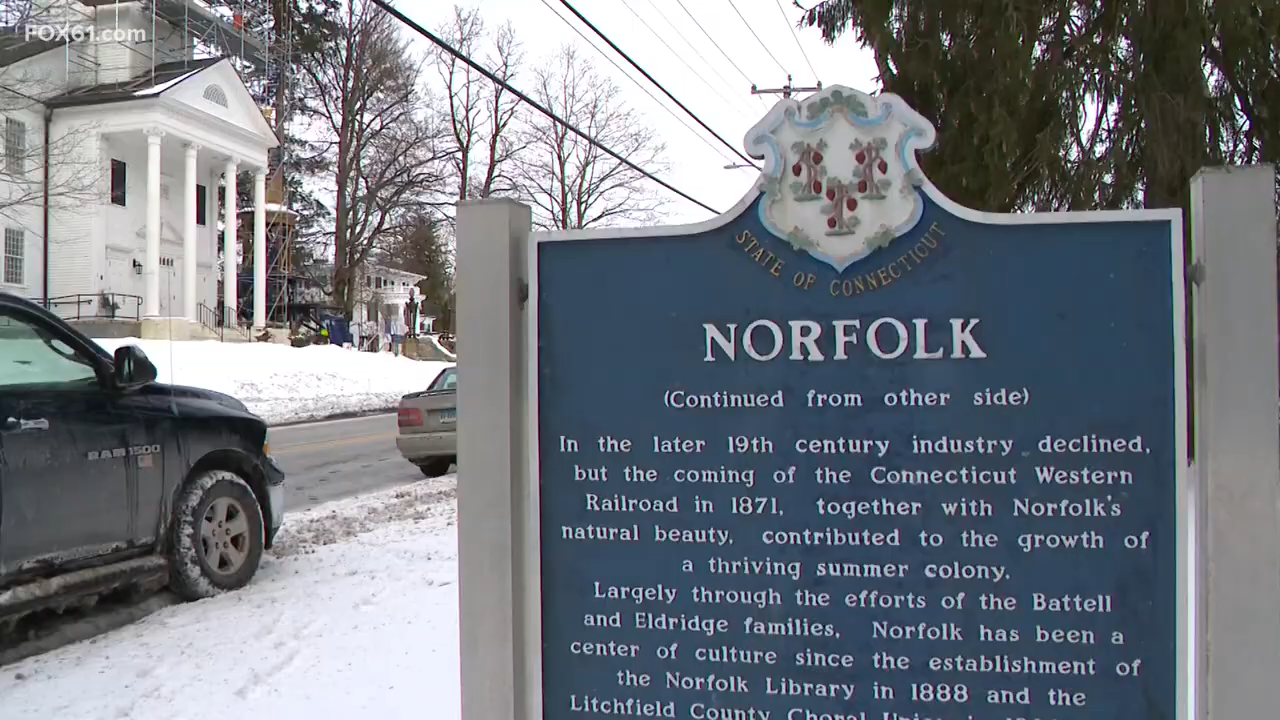 FOX61.com
STATE OF CONNECTICUT
NORFOLK
(Continued from other side)
In the later 19th century industry declined,
but the coming of the Connecticut Western
Railroad in 1871, together with Norfolk's
natural beauty, contributed to the growth of
a thriving summer colony.
Largely through the efforts of the Battell
and Eldridge families, Norfolk has been a
center of culture since the establishment of
the Norfolk Library in 1888 and the
Litchfield County Choral Union in
RAM 1500